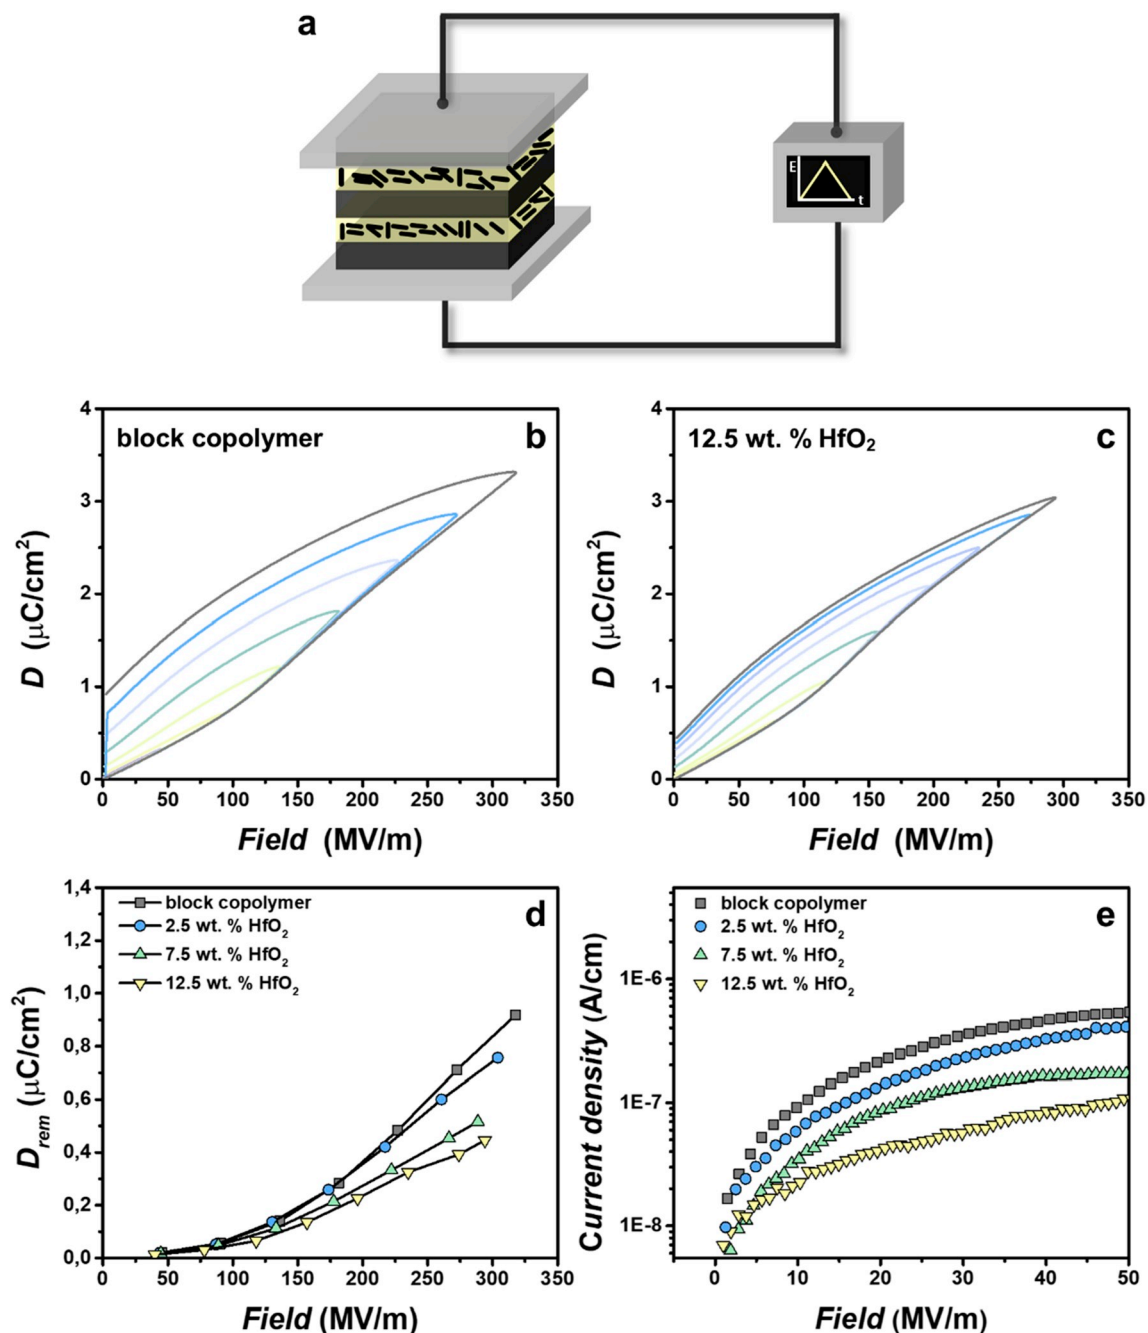 a
E
t
block copolymer
b
4
3
2
1
0
D (μC/cm²)
0 50 100 150 200 250 300 350
Field (MV/m)
12.5 wt. % HfO₂
c
4
3
2
1
0
D (μC/cm²)
0 50 100 150 200 250 300 350
Field (MV/m)
d
block copolymer
2.5 wt. % HfO₂
7.5 wt. % HfO₂
12.5 wt. % HfO₂
1,4
1,2
1,0
0,8
0,6
0,4
0,2
0,0
D_rem (μC/cm²)
0 50 100 150 200 250 300 350
Field (MV/m)
e
block copolymer
2.5 wt. % HfO₂
7.5 wt. % HfO₂
12.5 wt. % HfO₂
1E-6
1E-7
1E-8
Current density (A/cm)
0 10 20 30 40 50
Field (MV/m)